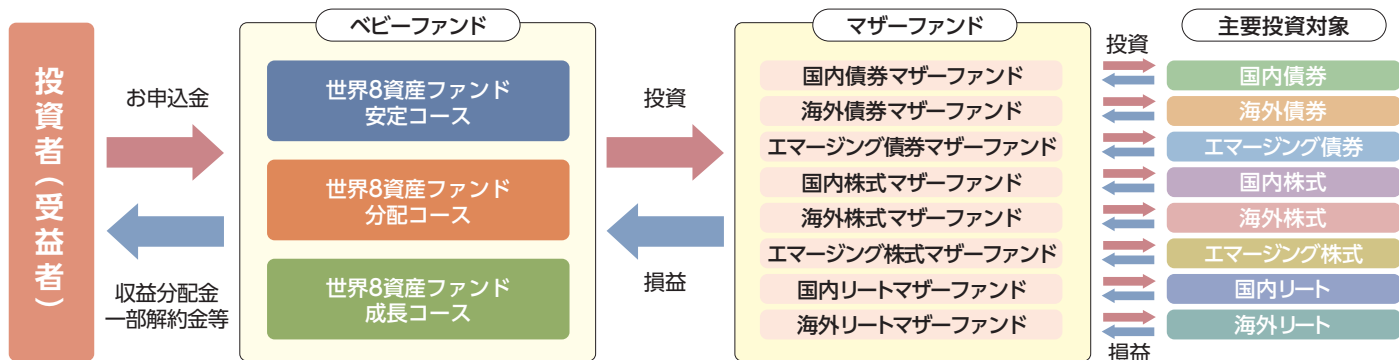 投資者（受益者）
お申込金
収益分配金
一部解約金等
ベビーファンド
世界8資産ファンド
安定コース
世界8資産ファンド
分配コース
世界8資産ファンド
成長コース
投資
損益
マザーファンド
国内債券マザーファンド
海外債券マザーファンド
エマージング債券マザーファンド
国内株式マザーファンド
海外株式マザーファンド
エマージング株式マザーファンド
国内リートマザーファンド
海外リートマザーファンド
投資
損益
主要投資対象
国内債券
海外債券
エマージング債券
国内株式
海外株式
エマージング株式
国内リート
海外リート